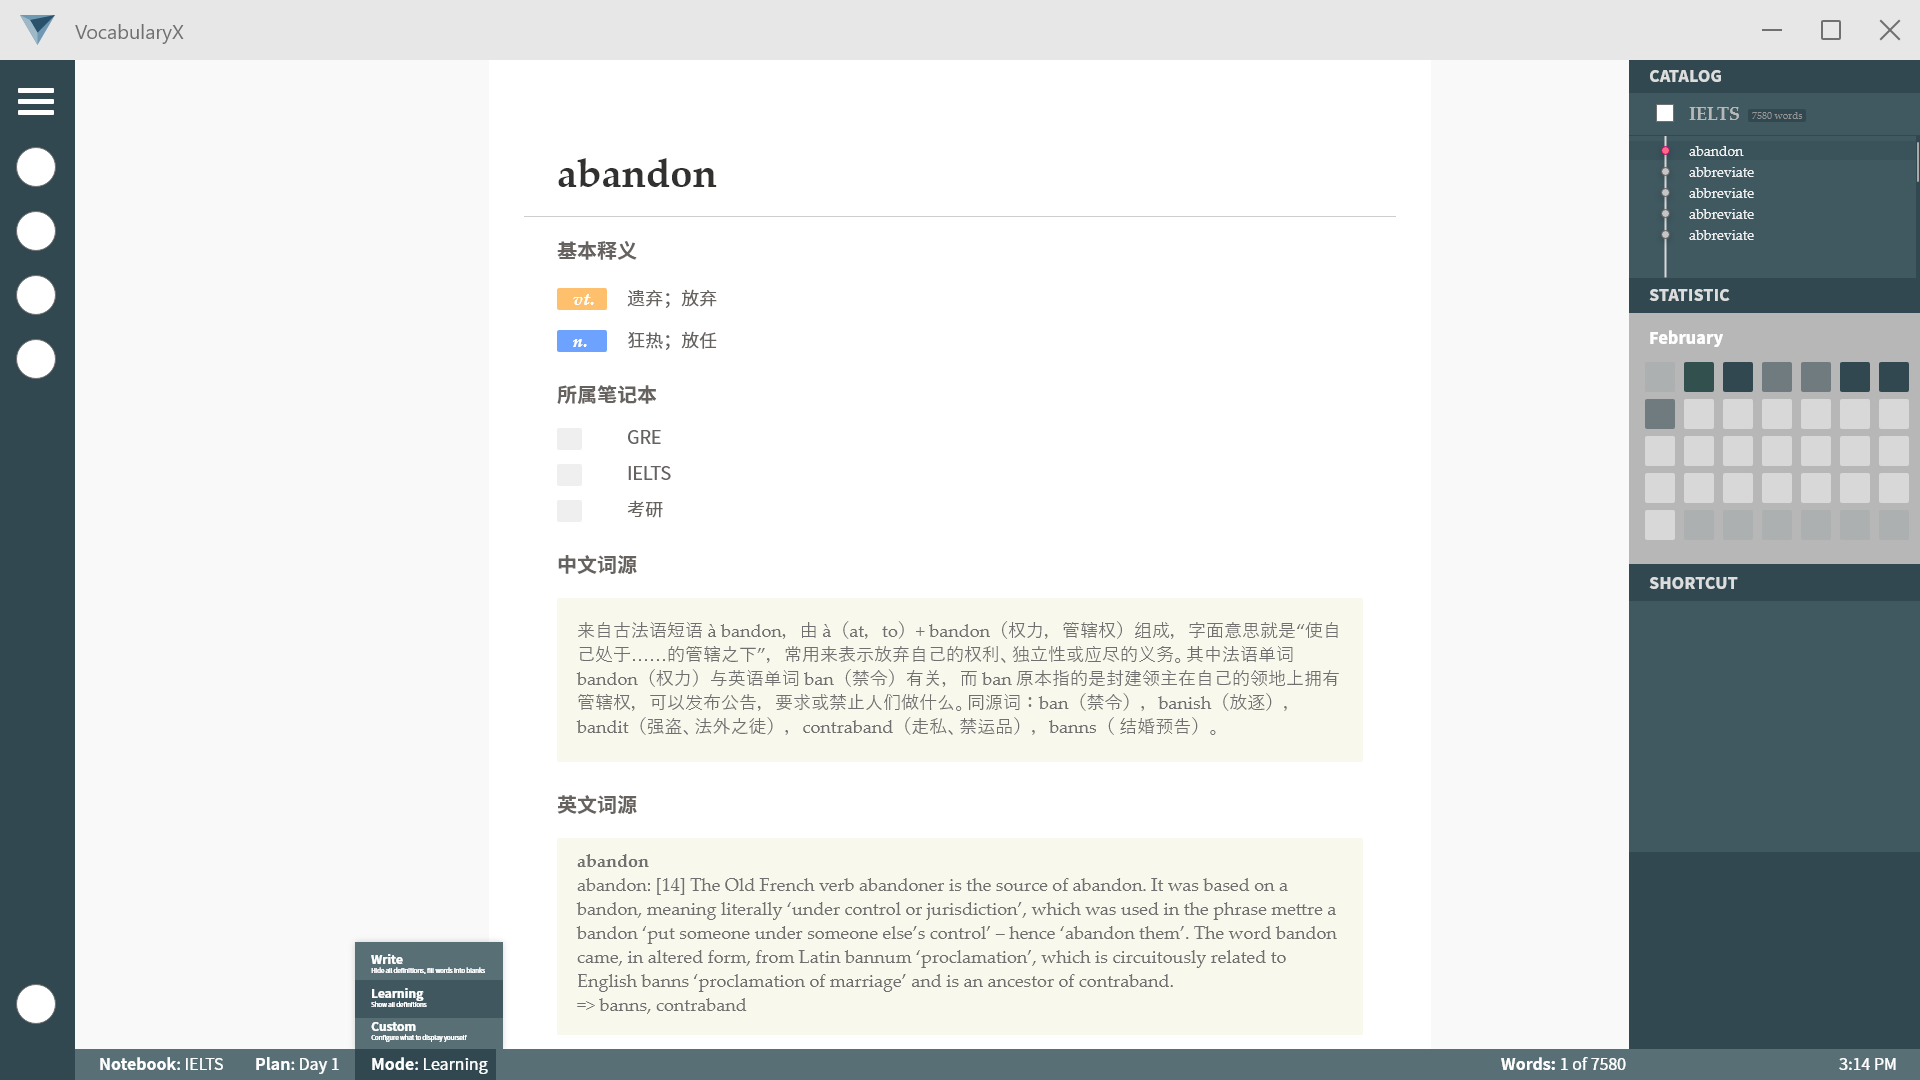 VocabularyX
abandon
基本释义
vt. 遗弃；放弃
n. 狂热；放任
所属笔记本
GRE
IELTS
考研
中文词源
来自古法语短语 à bandon，由 à（at，to）+ bandon（权力，管辖权）组成，字面意思就是“使自
己处于……的管辖之下”，常用来表示放弃自己的权利、独立性或应尽的义务。其中法语单词
bandon（权力）与英语单词 ban（禁令）有关，而 ban 原本指的是封建领主在自己的领地上拥有
管辖权，可以发布公告，要求或禁止人们做什么。同源词：ban（禁令），banish（放逐），
bandit（强盗、法外之徒），contraband（走私、禁运品），banns（ 结婚预告）。
英文词源
abandon
abandon: [14] The Old French verb abandoner is the source of abandon. It was based on a
bandon, meaning literally ‘under control or jurisdiction’, which was used in the phrase mettre a
bandon ‘put someone under someone else’s control’ – hence ‘abandon them’. The word bandon
came, in altered form, from Latin bannum ‘proclamation’, which is circuitously related to
English banns ‘proclamation of marriage’ and is an ancestor of contraband.
=> banns, contraband
CATALOG
IELTS 7580 words
abandon
abbreviate
abbreviate
abbreviate
abbreviate
STATISTIC
February
SHORTCUT
Write
Hide all definitions, fill words into blanks
Learning
Show all definitions
Custom
Configure what to display yourself
Notebook: IELTS Plan: Day 1 Mode: Learning Words: 1 of 7580 3:14 PM